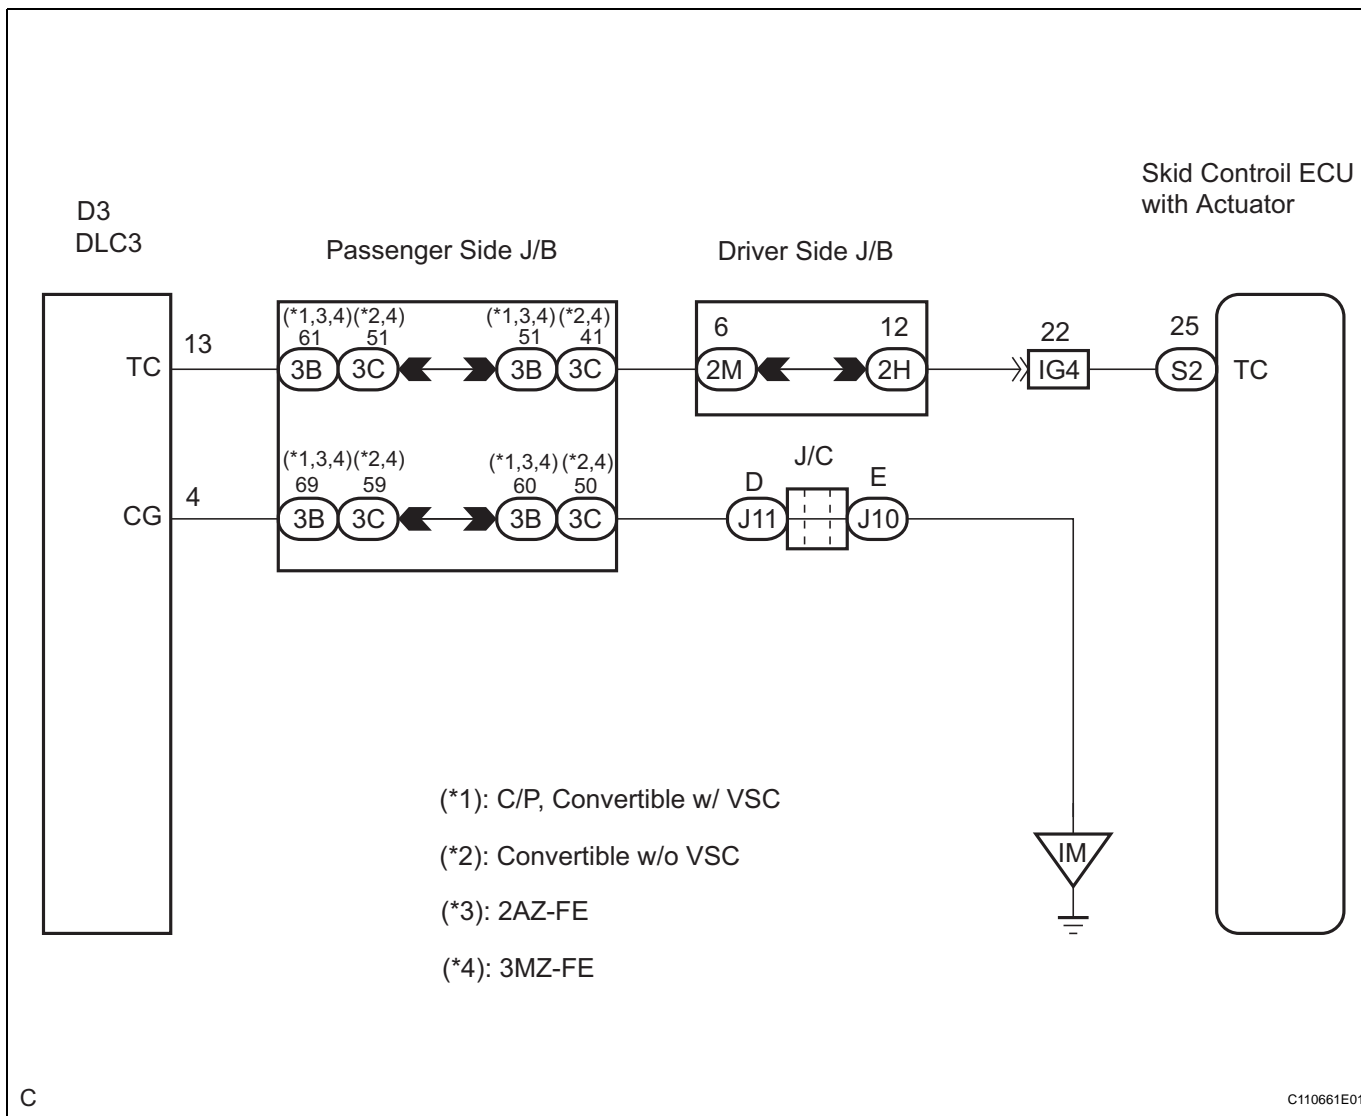 Skid Controil ECU
with Actuator
D3
DLC3
Passenger Side J/B
Driver Side J/B
(*1,3,4) (*2,4) (*1,3,4) (*2,4)
61 51 51 41
6 12 22 25
TC 13 3B 3C 3B 3C 2M 2H IG4 S2 TC
(*1,3,4) (*2,4) (*1,3,4) (*2,4)
69 59 60 50
J/C
D E
CG 4 3B 3C 3B 3C J11 J10
(*1): C/P, Convertible w/ VSC
(*2): Convertible w/o VSC
IM
(*3): 2AZ-FE
(*4): 3MZ-FE
C
C110661E01